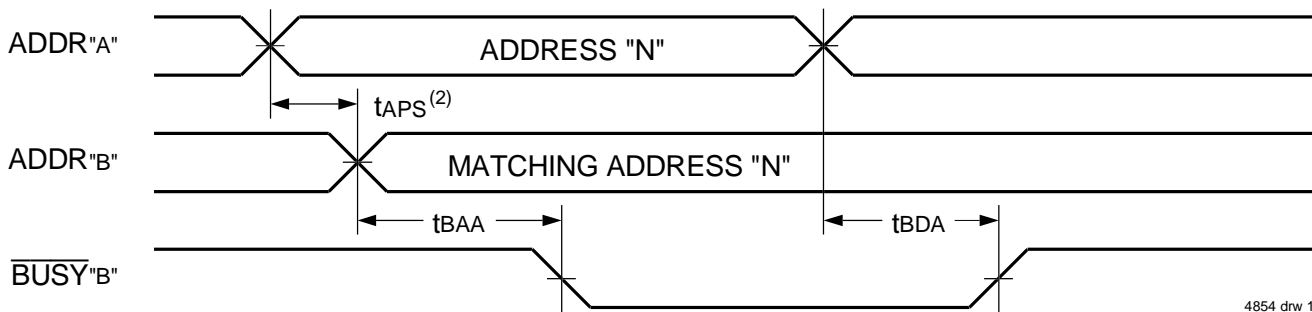 ADDR"A"
ADDRESS "N"
tAPS(2)
ADDR"B"
MATCHING ADDRESS "N"
tBAA
tBDA
BUSY"B"
4854 drw 1